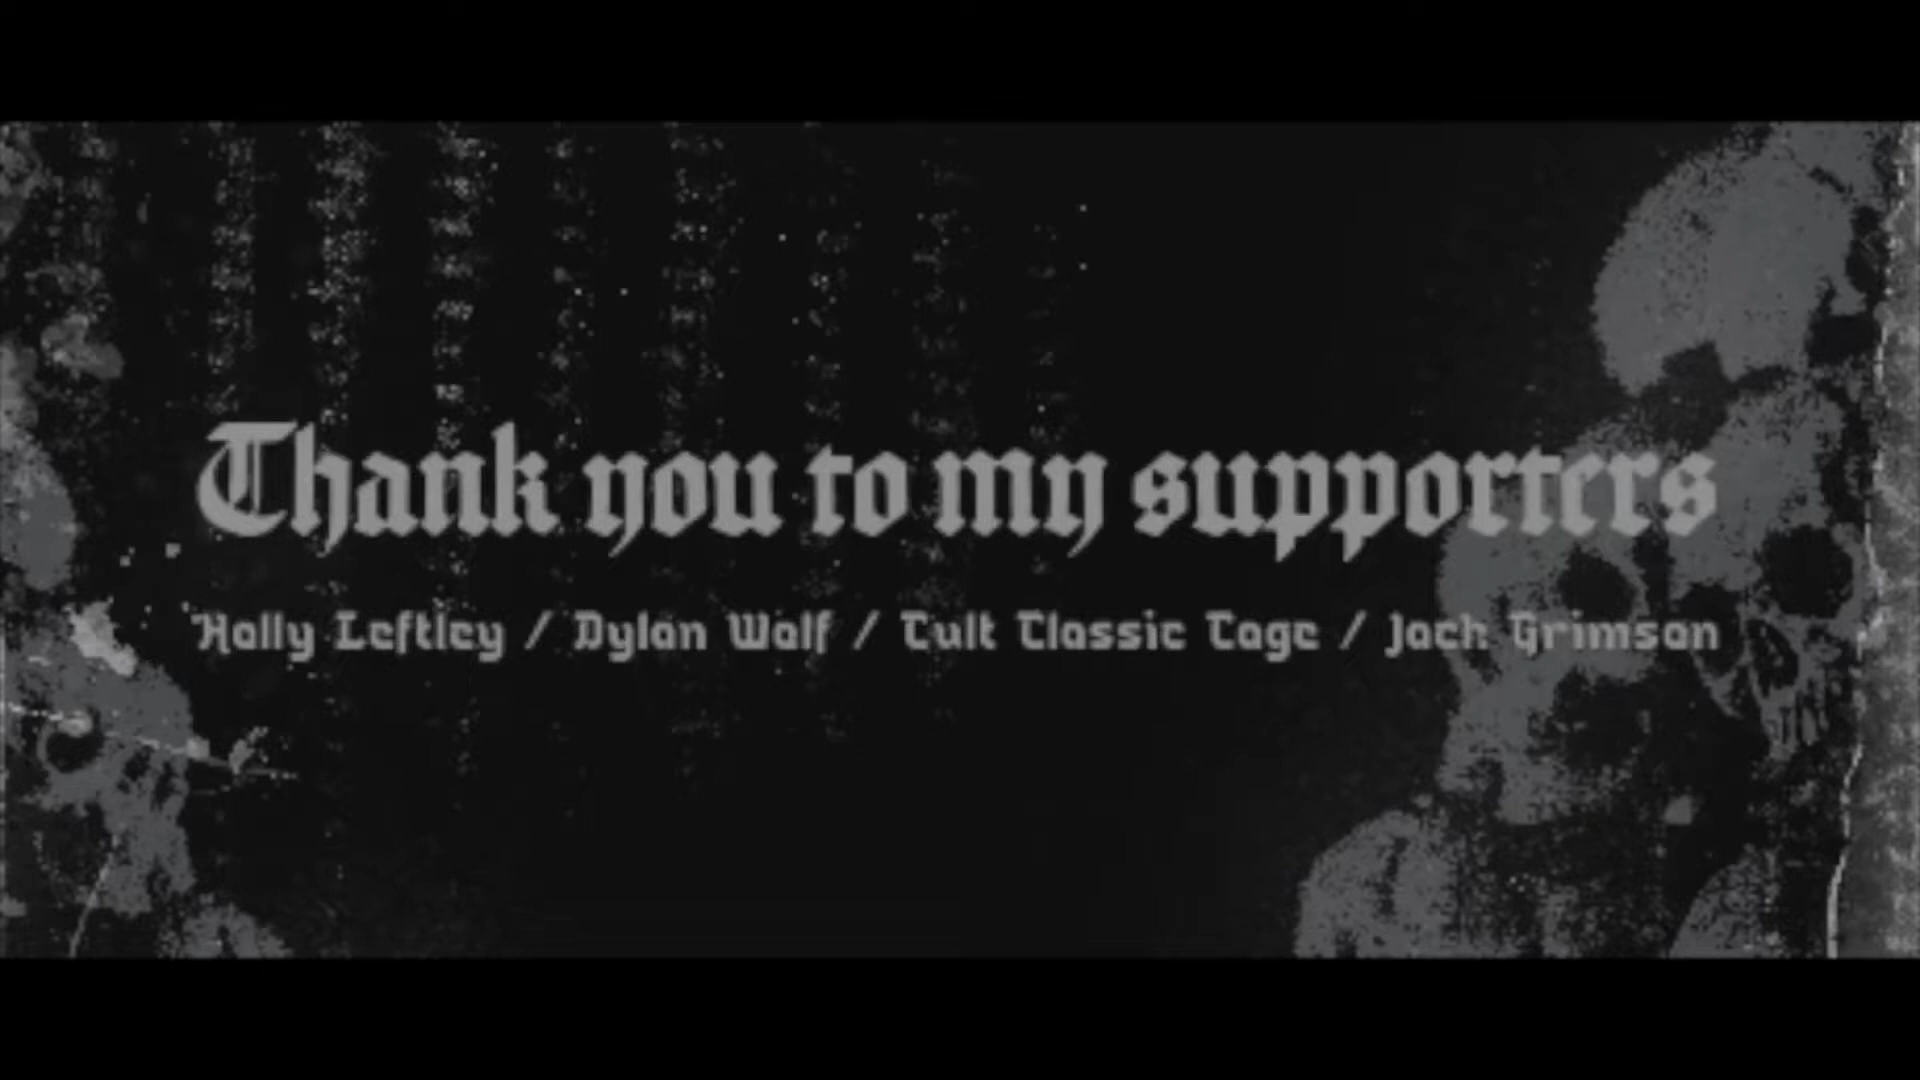 Thank you to my supporters
Holly Leftley / Dylan Wolf / Cult Classic Cage / Jack Grimson